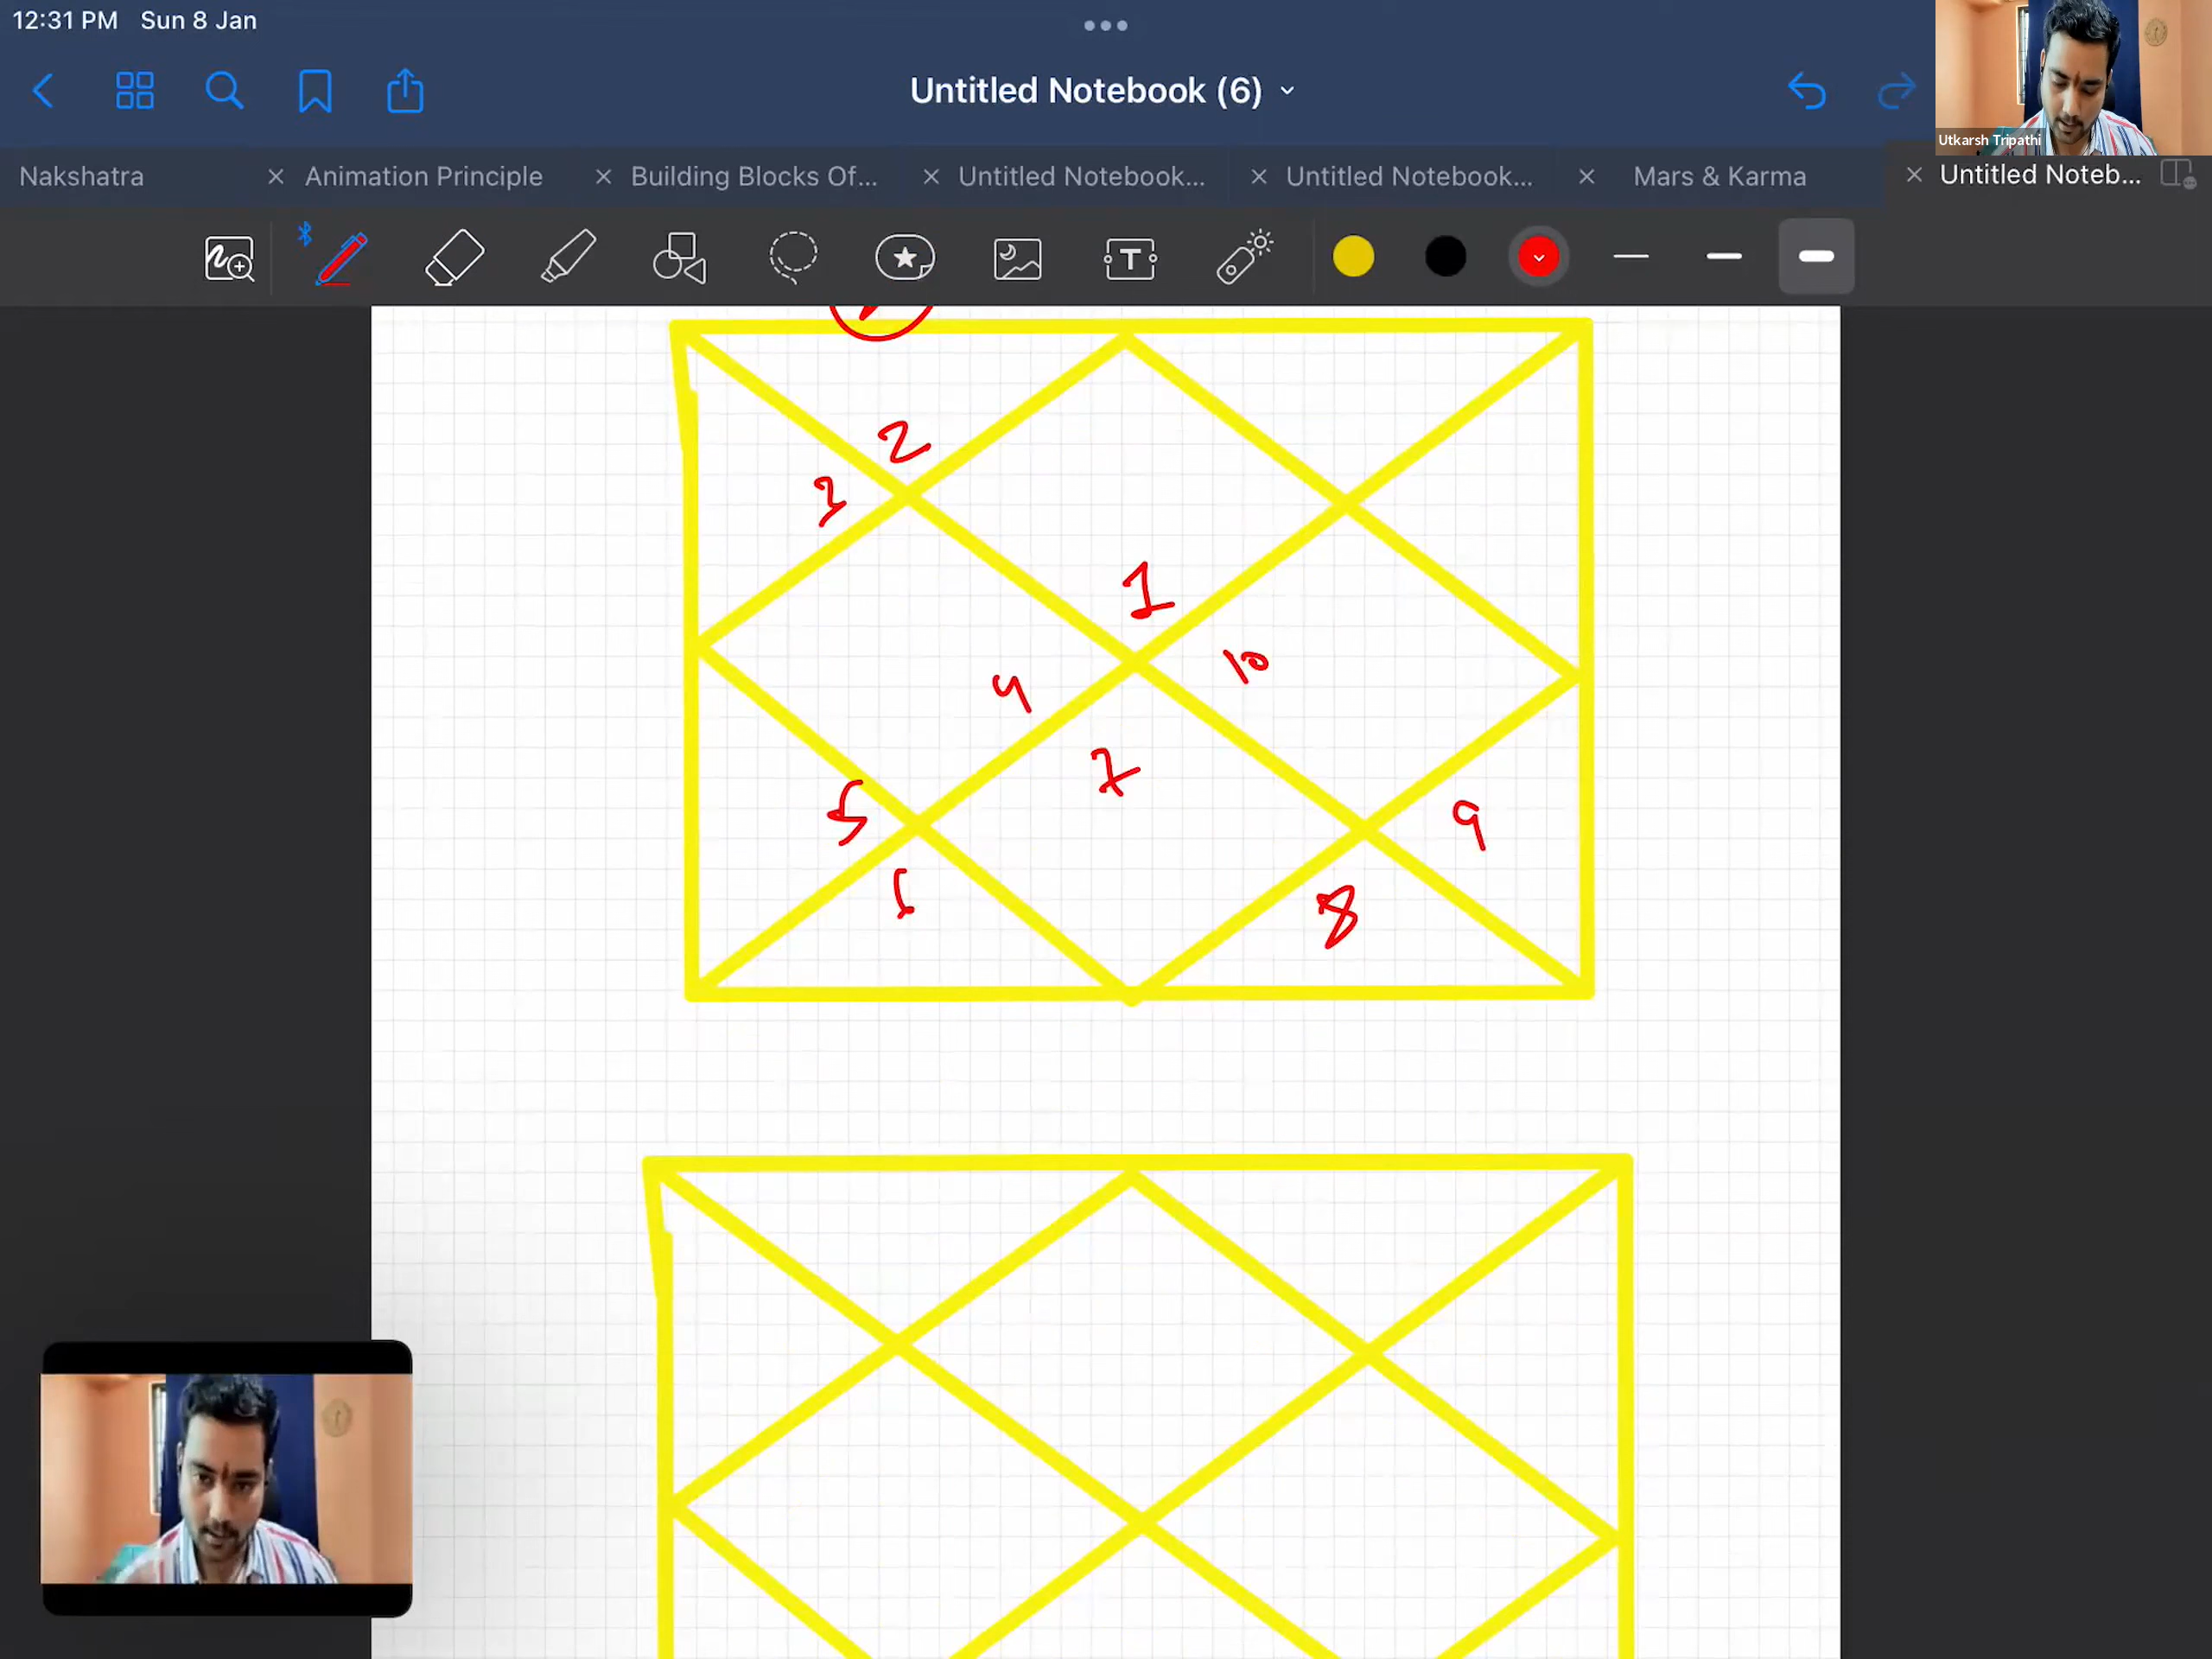 12:31 PM Sun 8 Jan
Untitled Notebook (6)
Utkarsh Tripathi
Nakshatra
Animation Principle
Building Blocks Of...
Untitled Notebook...
Untitled Notebook...
Mars & Karma
Untitled Noteb...
T
2
3
1
10
4
7
5
9
6
8